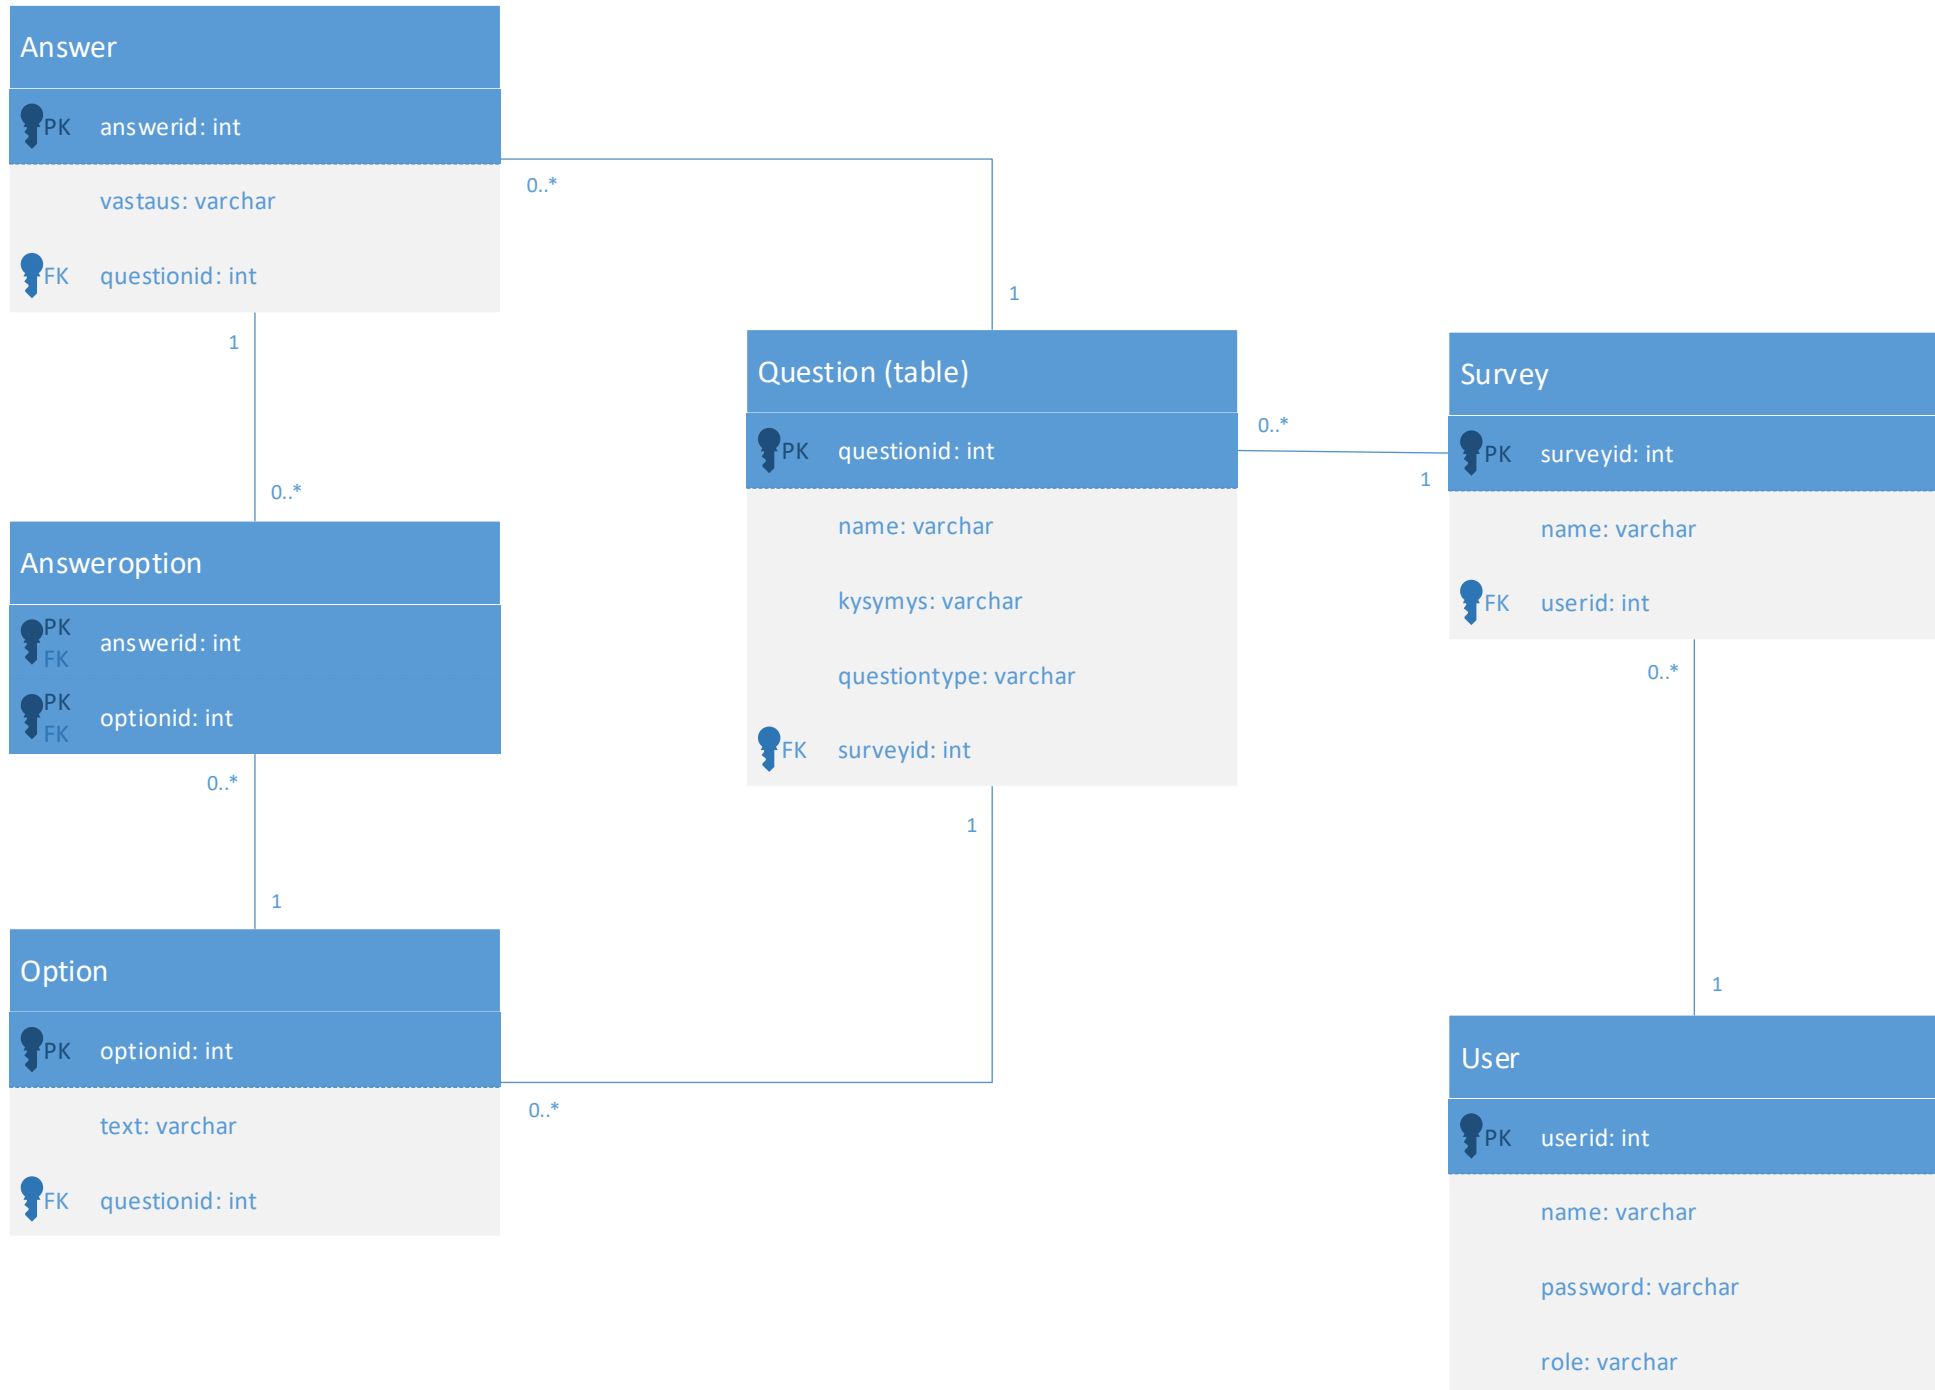 Answer
PK answerid: int
vastaus: varchar
FK questionid: int
0..*
1
1
0..*
Question (table)
PK questionid: int
name: varchar
kysymys: varchar
questiontype: varchar
FK surveyid: int
0..*
1
Survey
PK surveyid: int
name: varchar
FK userid: int
0..*
1
Answeroption
PK
FK answerid: int
PK
FK optionid: int
0..*
1
1
0..*
Option
PK optionid: int
text: varchar
FK questionid: int
User
PK userid: int
name: varchar
password: varchar
role: varchar